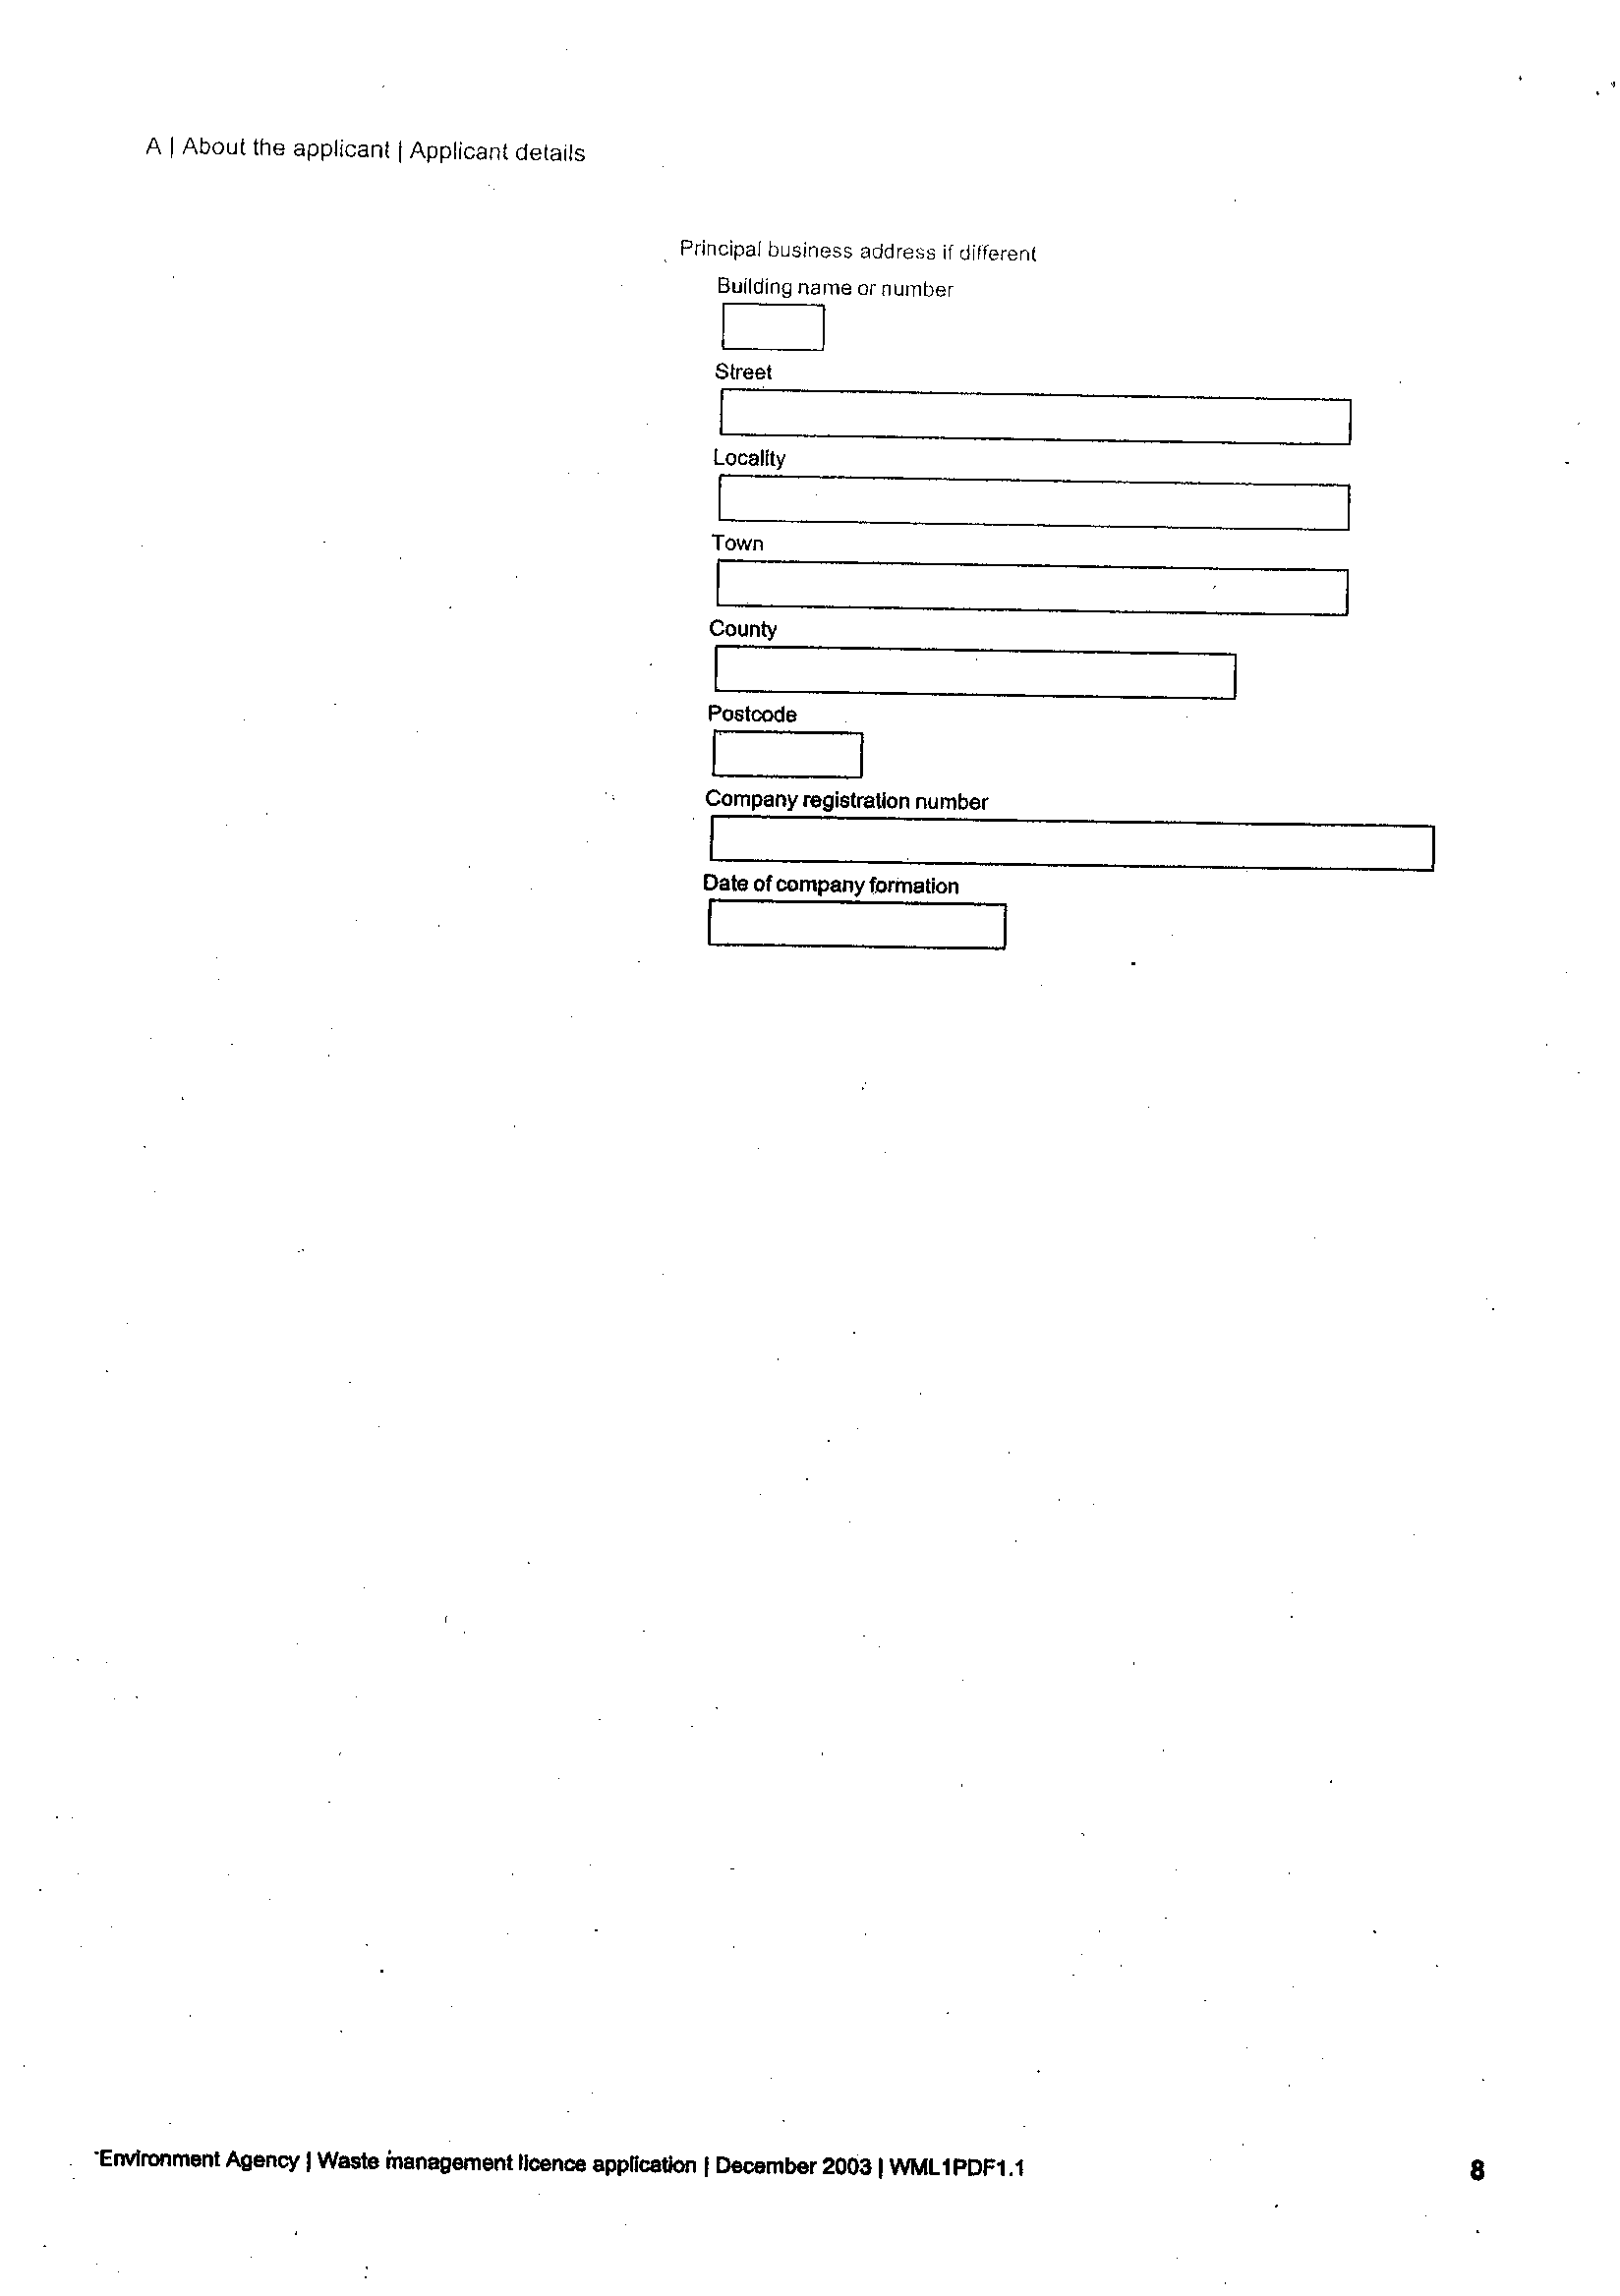 A | About the applicant | Applicant details
Principal business address if different
Building name or number
Street
Locality
Town
County
Postcode
Company registration number
Date of company formation
Environment Agency | Waste management licence application | December 2003 | WML1PDF1.1
8